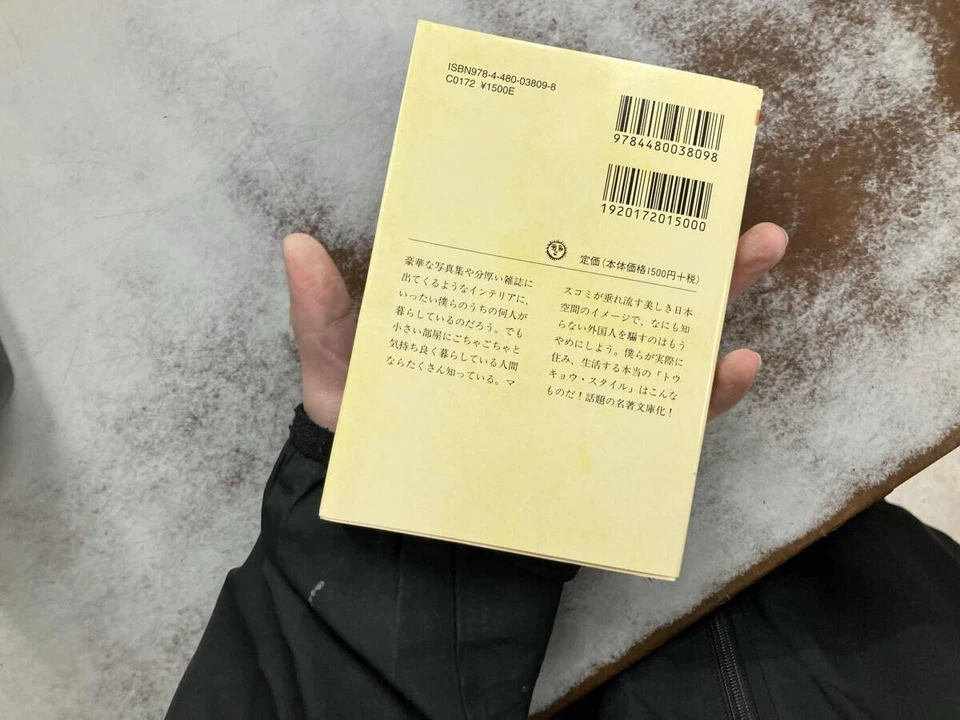 ISBN978-4-480-03809-8
C0172 ¥1500E
9784480038098
1920172015000
定価(本体価格1500円+税)
豪華な写真集や分厚い雑誌に
出てくるようなインテリアに、
いったい僕らのうちの何人が
暮らしているのだろう。でも
小さい部屋にごちゃごちゃと
気持ち良く暮らしている人間
ならたくさん知っている。マ
スコミが垂れ流す美しき日本
空間のイメージで、なにも知
らない外国人を騙すのはもう
やめにしよう。僕らが実際に
住み、生活する本当の「トウ
キョウ・スタイル」はこんな
ものだ!話題の名著文庫化!